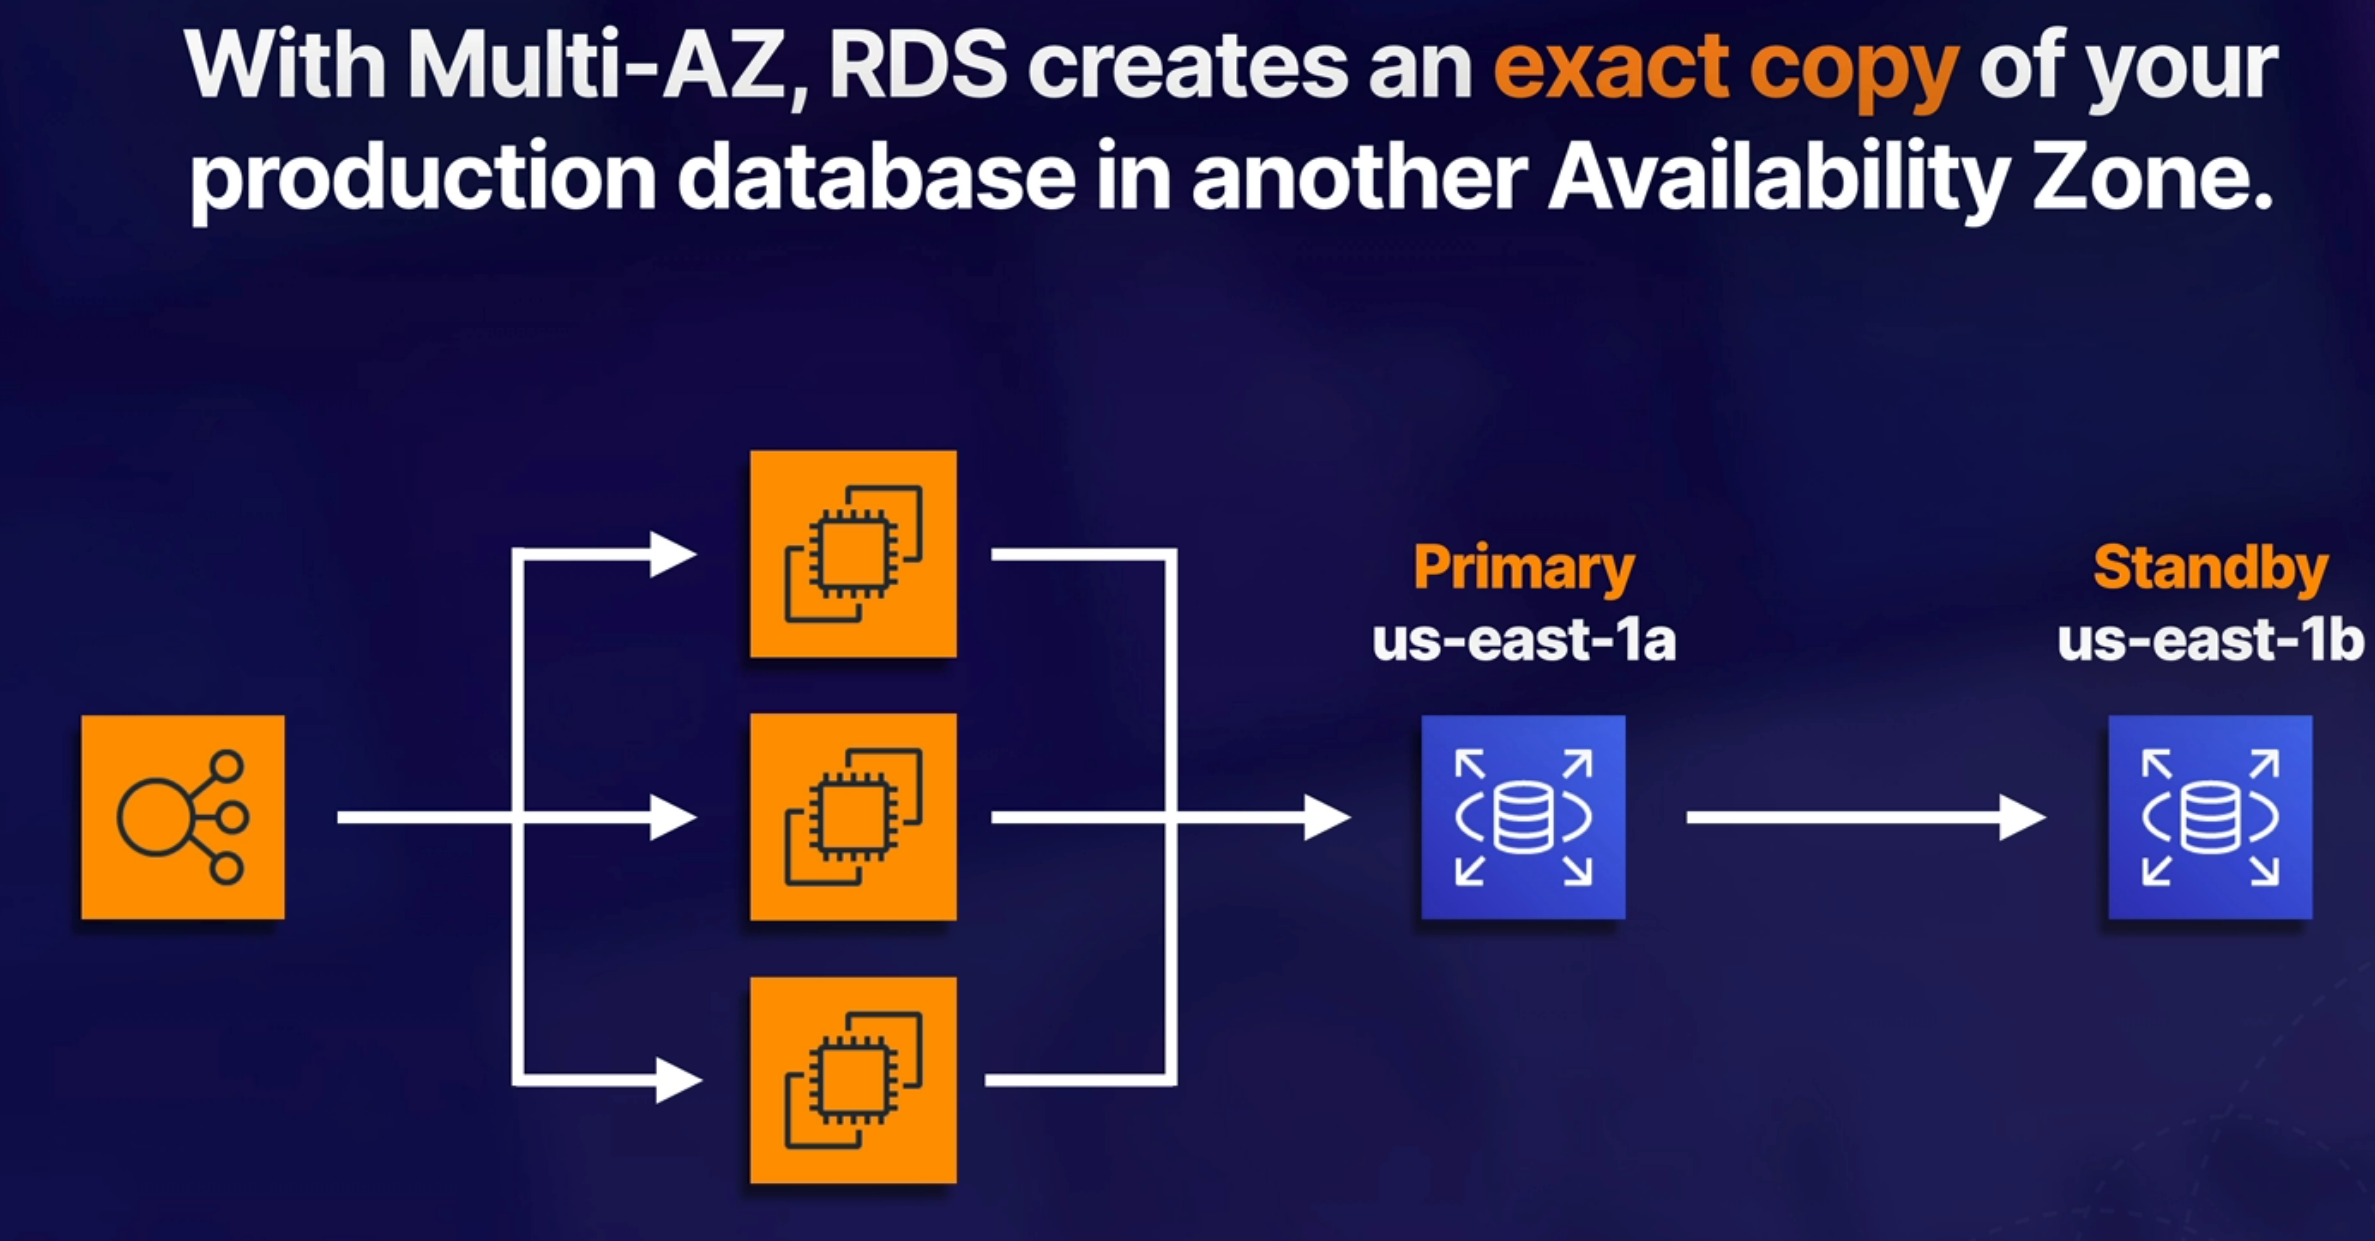 With Multi-AZ, RDS creates an exact copy of your
production database in another Availability Zone.
Primary
us-east-1a
Standby
us-east-1b